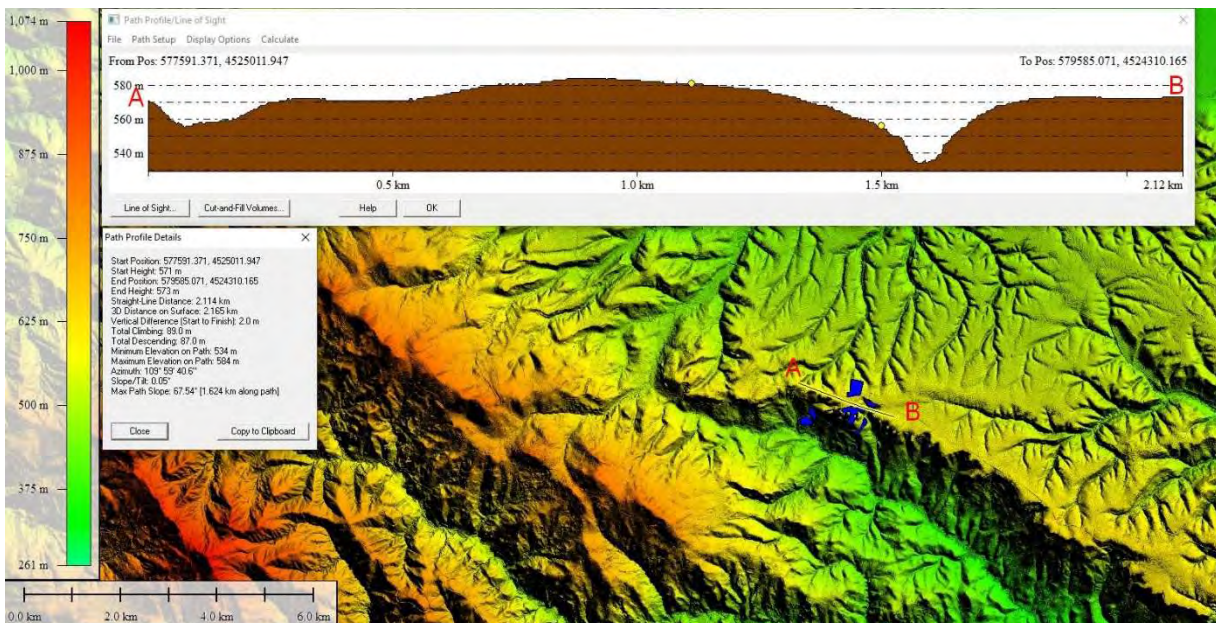 1,074 m
1,000 m
875 m
750 m
625 m
500 m
375 m
261 m
Path Profile/Line of Sight
File Path Setup Display Options Calculate
From Pos: 577591.371, 4525011.947 To Pos: 579585.071, 4524310.165
580 m
560 m
540 m
A
B
0.5 km 1.0 km 1.5 km 2.12 km
Line of Sight... Cut-and-Fill Volumes... Help OK
Path Profile Details
Start Position: 577591.371, 4525011.947
Start Height: 571 m
End Position: 579585.071, 4524310.165
End Height: 573 m
Straight-Line Distance: 2.114 km
3D Distance on Surface: 2.165 km
Vertical Difference (Start to Finish): 2.0 m
Total Climbing: 89.0 m
Total Descending: 87.0 m
Minimum Elevation on Path: 534 m
Maximum Elevation on Path: 584 m
Azimuth: 109° 59' 40.6"
Slope/Tilt: 0.05°
Max Path Slope: 67.54° [1.624 km along path]
Close Copy to Clipboard
A
B
0.0 km 2.0 km 4.0 km 6.0 km